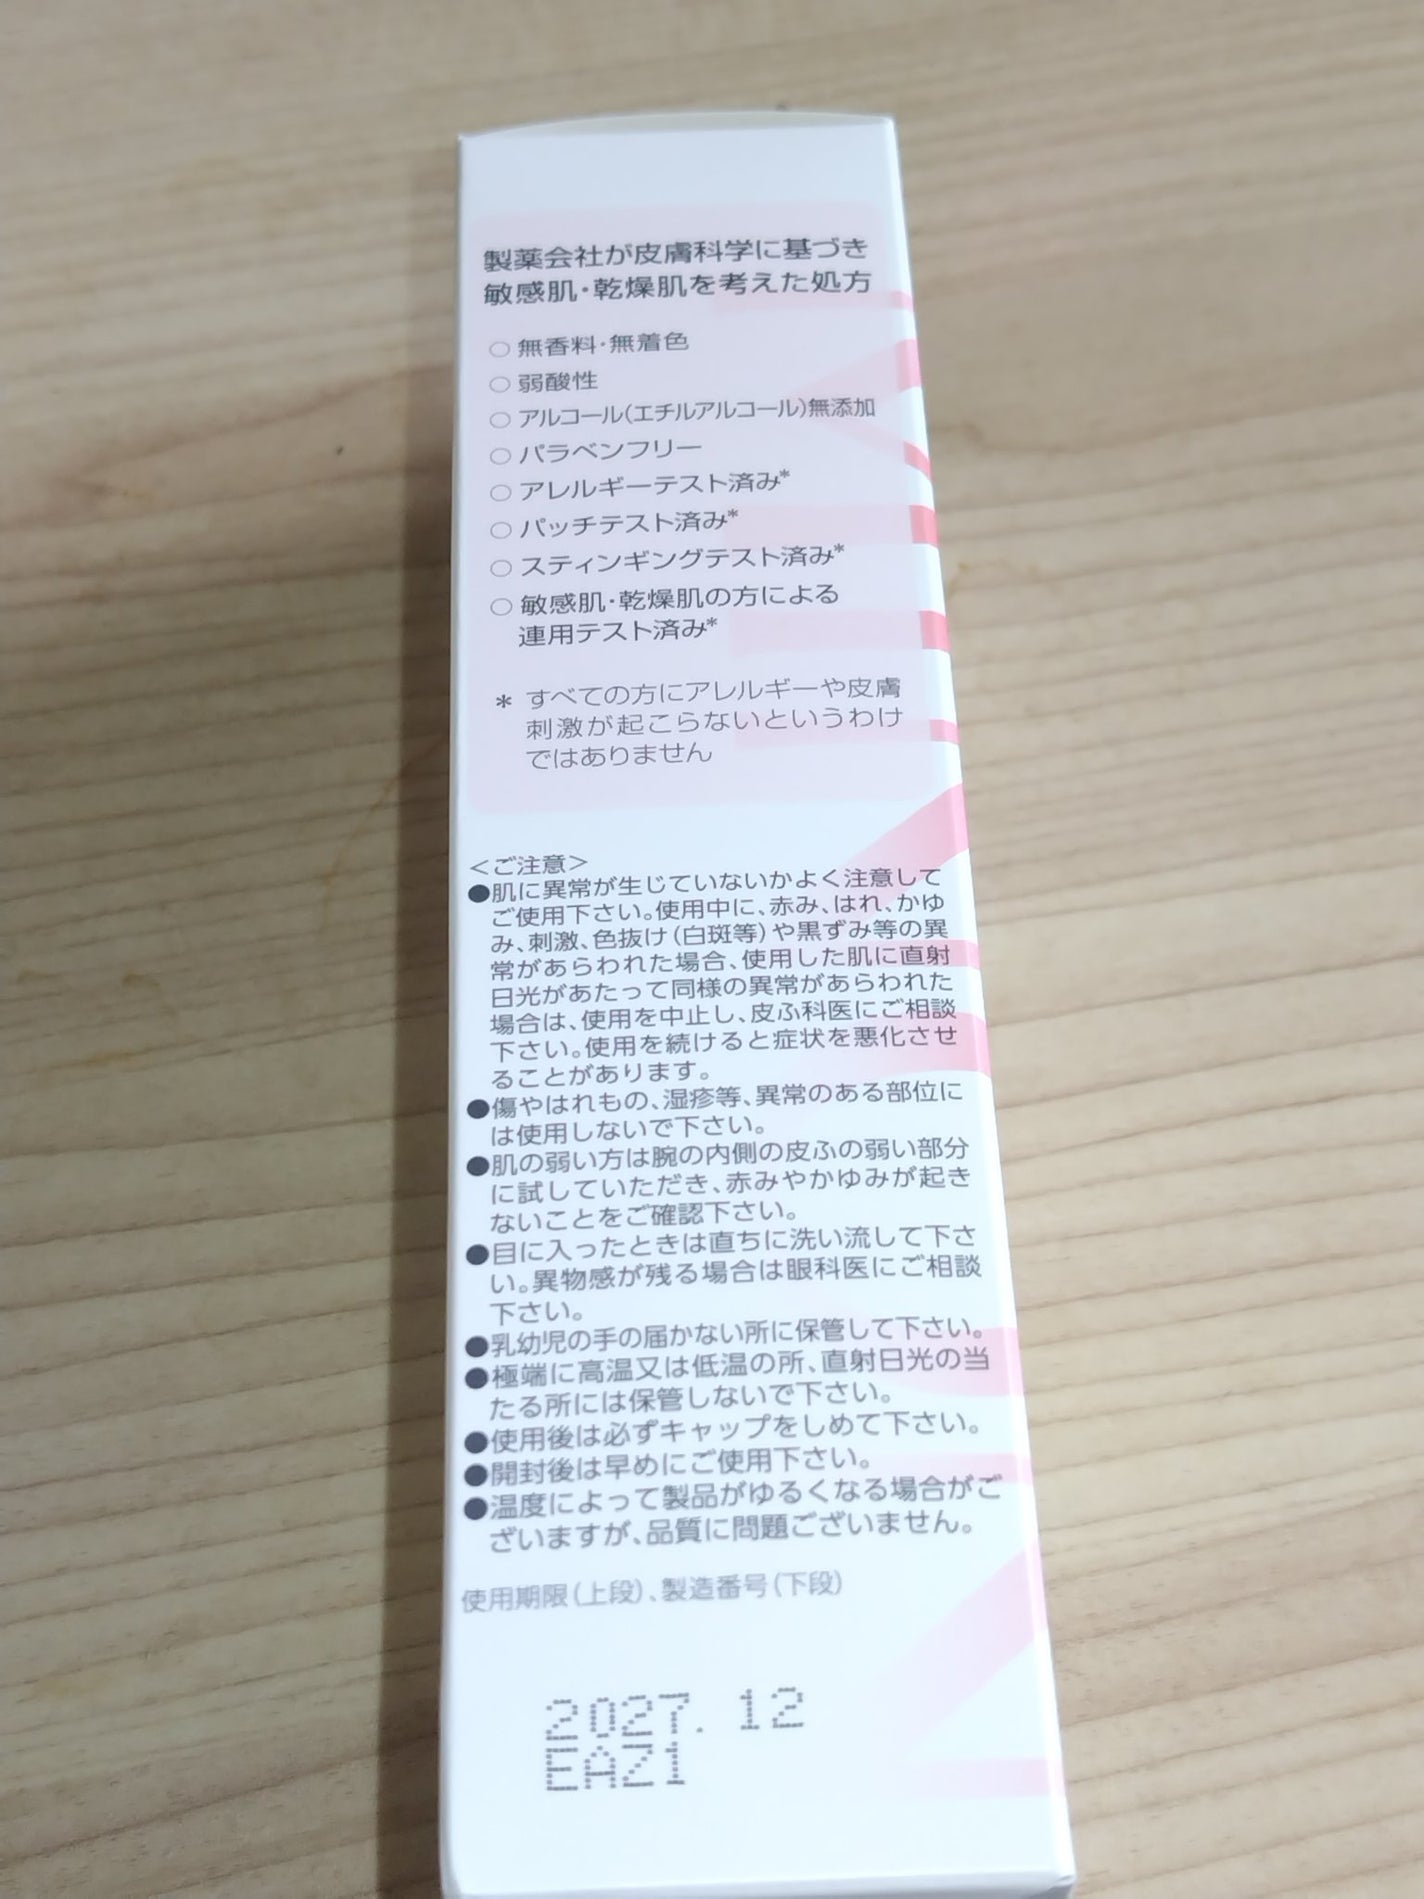 製薬会社が皮膚科学に基づき
敏感肌・乾燥肌を考えた処方
○無香料・無着色
○弱酸性
○アルコール(エチルアルコール)無添加
○パラベンフリー
○アレルギーテスト済み*
○パッチテスト済み*
○スティンギングテスト済み*
○敏感肌・乾燥肌の方による
連用テスト済み*
* すべての方にアレルギーや皮膚
刺激が起こらないというわけ
ではありません
<ご注意>
●肌に異常が生じていないかよく注意して
ご使用下さい。使用中に、赤み、はれ、かゆ
み、刺激、色抜け(白斑等)や黒ずみ等の異
常があらわれた場合、使用した肌に直射
日光があたって同様の異常があらわれた
場合は、使用を中止し、皮ふ科医にご相談
下さい。使用を続けると症状を悪化させ
ることがあります。
●傷やはれもの、湿疹等、異常のある部位に
は使用しないで下さい。
●肌の弱い方は腕の内側の皮ふの弱い部分
に試していただき、赤みやかゆみが起き
ないことをご確認下さい。
●目に入ったときは直ちに洗い流して下さ
い。異物感が残る場合は眼科医にご相談
下さい。
●乳幼児の手の届かない所に保管して下さい。
●極端に高温又は低温の所、直射日光の当
たる所には保管しないで下さい。
●使用後は必ずキャップをしめて下さい。
●開封後は早めにご使用下さい。
●温度によって製品がゆるくなる場合がご
ざいますが、品質に問題ございません。
使用期限(上段)、製造番号(下段)
2027.12
EAZ1